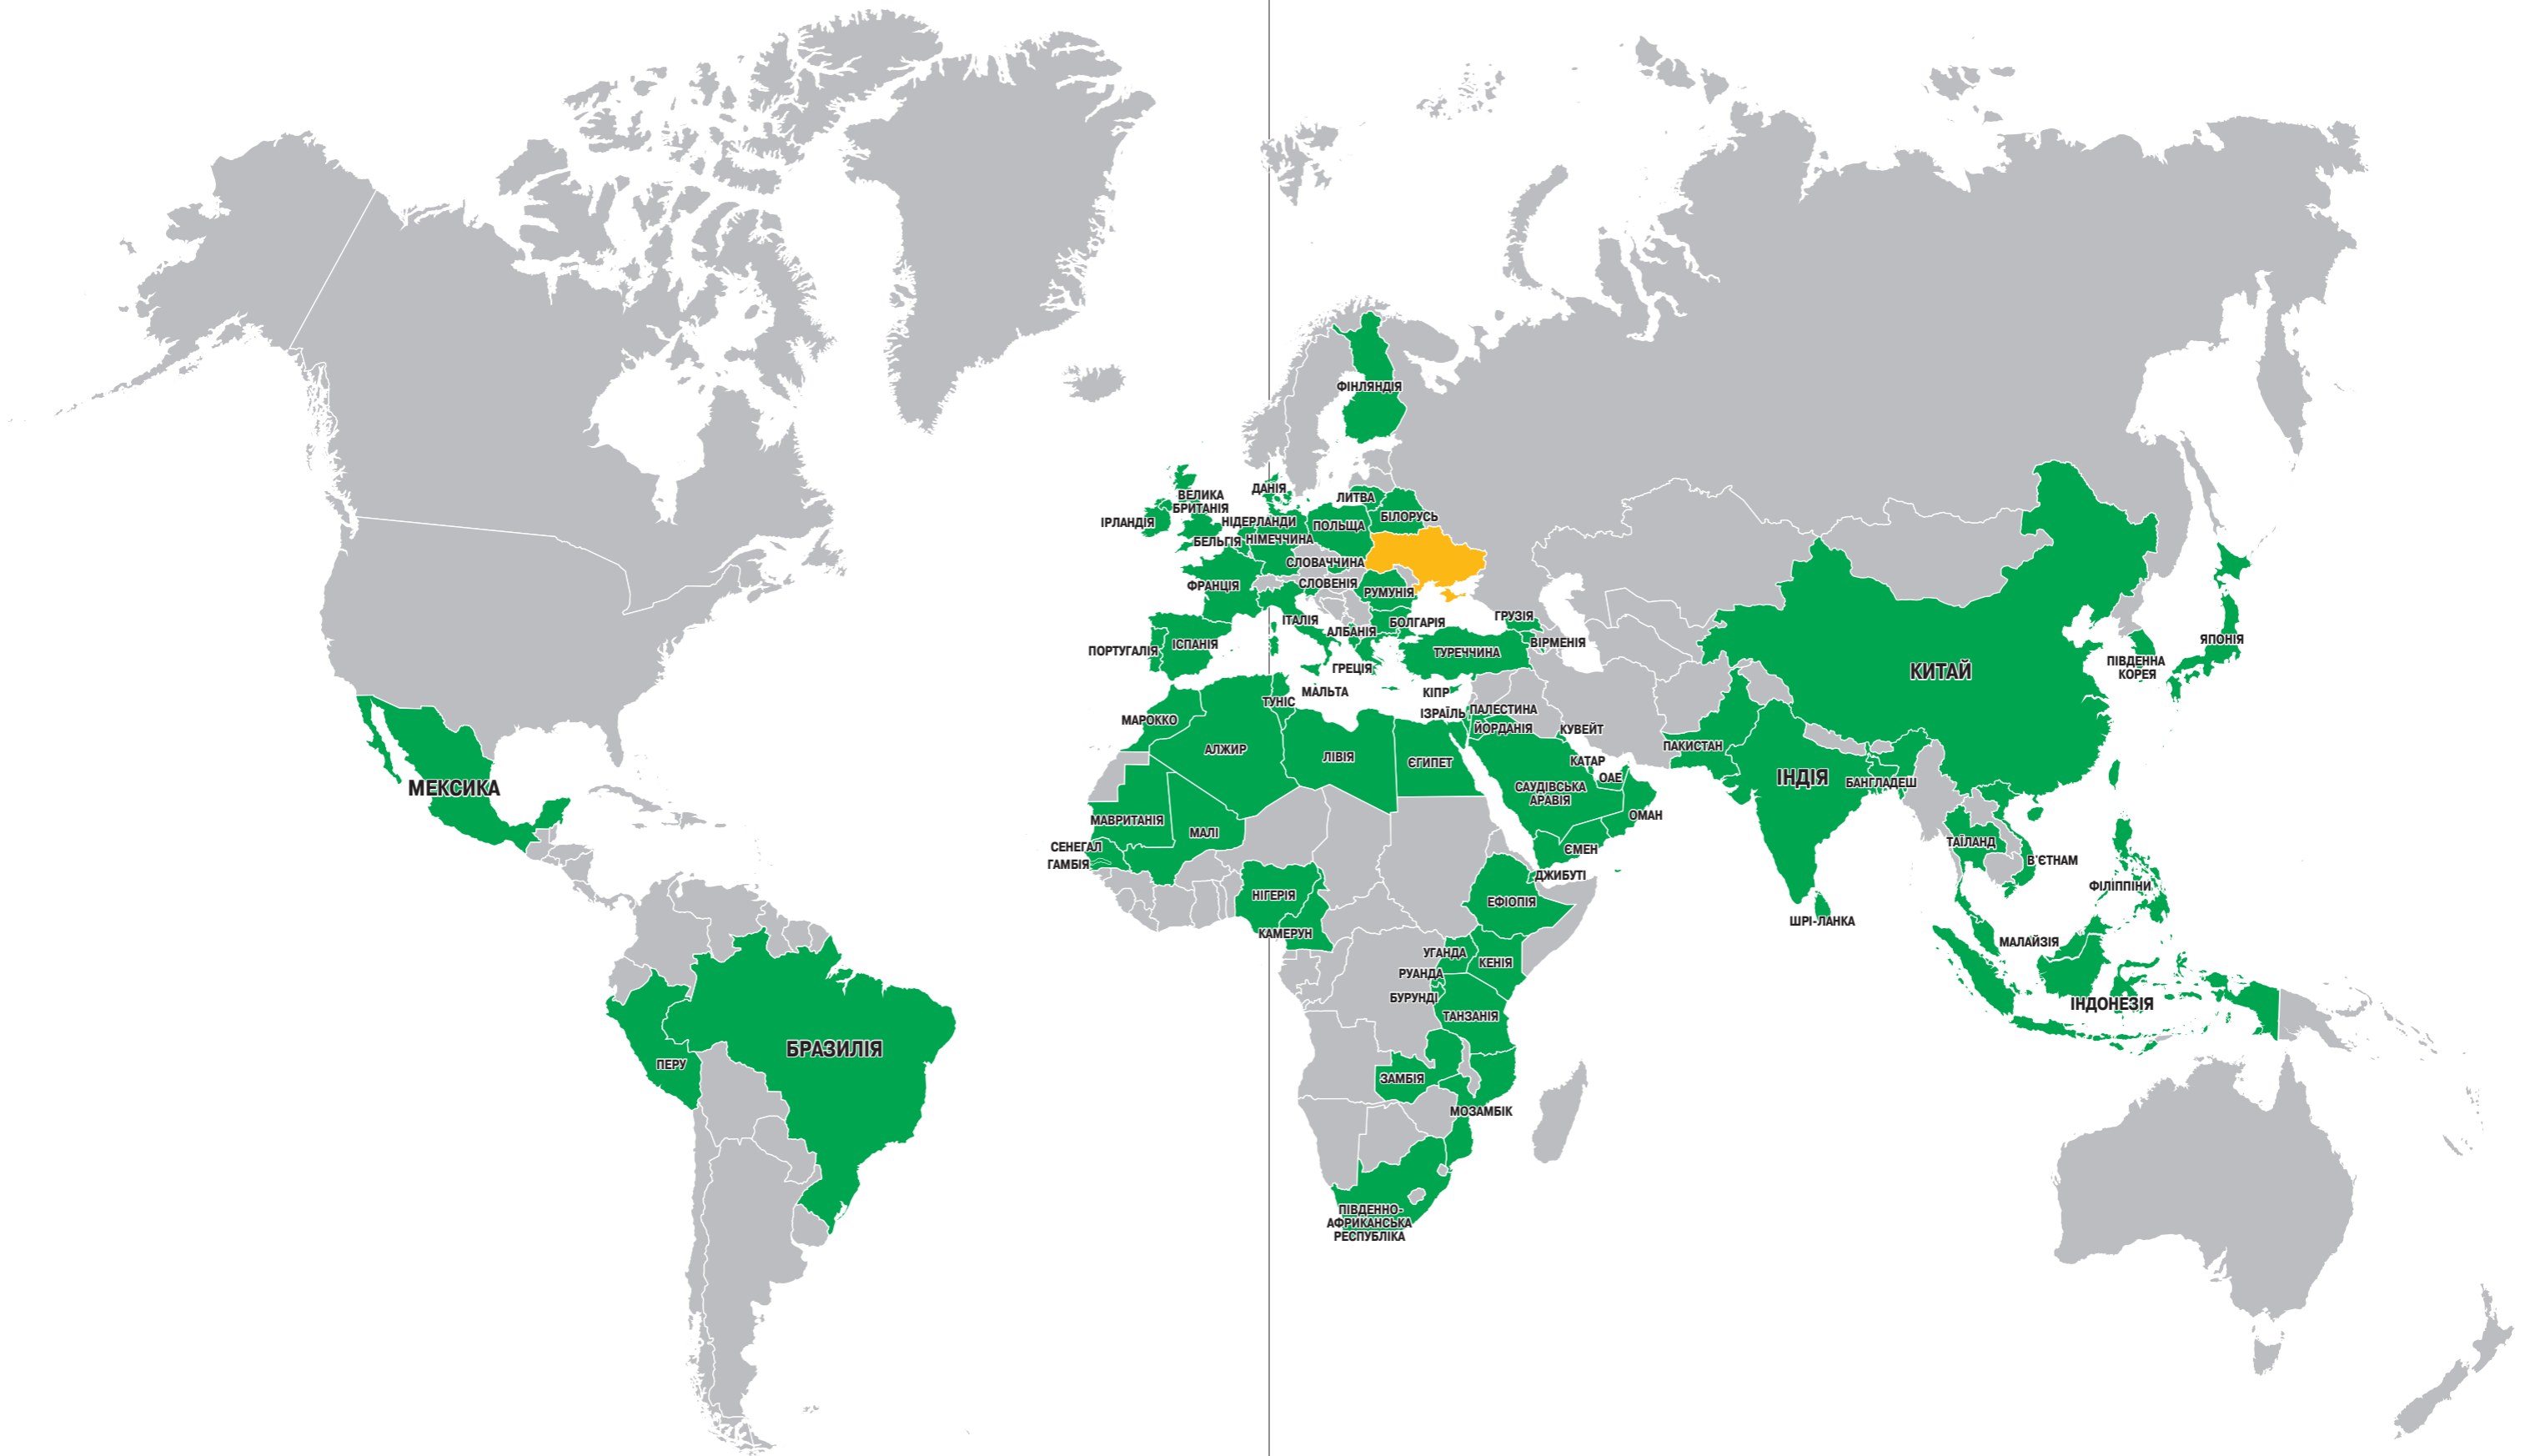 ФІНЛЯНДІЯ
ВЕЛИКА
БРИТАНІЯ
ІРЛАНДІЯ
ДАНІЯ
ЛИТВА
БІЛОРУСЬ
НІДЕРЛАНДИ
ПОЛЬЩА
БЕЛЬГІЯ
НІМЕЧЧИНА
СЛОВАЧЧИНА
ФРАНЦІЯ
СЛОВЕНІЯ
РУМУНІЯ
ІТАЛІЯ
БОЛГАРІЯ
АЛБАНІЯ
ГРУЗІЯ
ВІРМЕНІЯ
ПОРТУГАЛІЯ
ІСПАНІЯ
ГРЕЦІЯ
ТУРЕЧЧИНА
МАЛЬТА
КІПР
ТУНІС
МАРОККО
ІЗРАЇЛЬ
ПАЛЕСТИНА
ЙОРДАНІЯ
КУВЕЙТ
АЛЖИР
ЛІВІЯ
ЄГИПЕТ
КАТАР
ОАЕ
САУДІВСЬКА
АРАВІЯ
ОМАН
ЄМЕН
МАВРИТАНІЯ
МАЛІ
СЕНЕГАЛ
ГАМБІЯ
НІГЕРІЯ
КАМЕРУН
ДЖИБУТІ
ЕФІОПІЯ
УГАНДА
КЕНІЯ
РУАНДА
БУРУНДІ
ТАНЗАНІЯ
ЗАМБІЯ
МОЗАМБІК
ПІВДЕННО-
АФРИКАНСЬКА
РЕСПУБЛІКА
МЕКСИКА
БРАЗИЛІЯ
ПЕРУ
КИТАЙ
ЯПОНІЯ
ПІВДЕННА
КОРЕЯ
ПАКИСТАН
ІНДІЯ
БАНГЛАДЕШ
ШРІ-ЛАНКА
ТАЇЛАНД
В'ЄТНАМ
ФІЛІППІНИ
МАЛАЙЗІЯ
ІНДОНЕЗІЯ